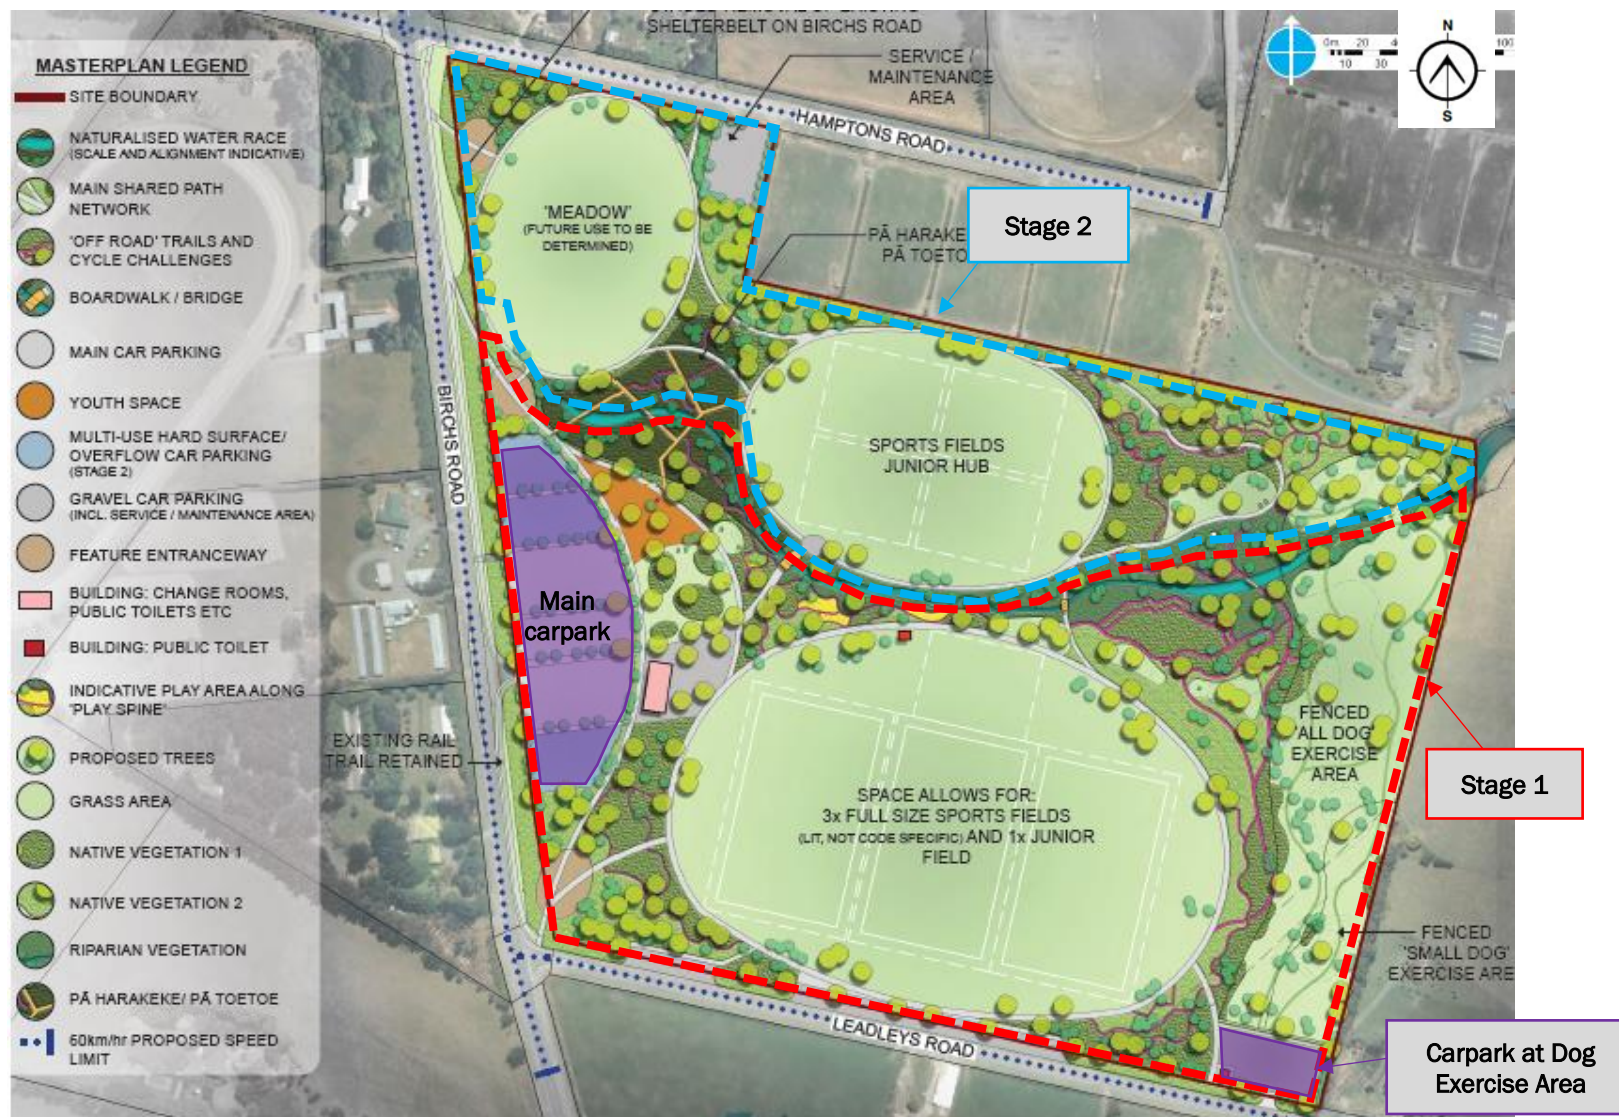 SHELTERBELT ON BIRCHS ROAD
SERVICE /
MAINTENANCE
AREA
0m
20
100
10
30
N
S
MASTERPLAN LEGEND
SITE BOUNDARY
NATURALISED WATER RACE
(SCALE AND ALIGNMENT INDICATIVE)
MAIN SHARED PATH
NETWORK
'OFF ROAD' TRAILS AND
CYCLE CHALLENGES
BOARDWALK / BRIDGE
MAIN CAR PARKING
YOUTH SPACE
MULTI-USE HARD SURFACE/
OVERFLOW CAR PARKING
(STAGE 2)
GRAVEL CAR PARKING
(INCL. SERVICE / MAINTENANCE AREA)
FEATURE ENTRANCEWAY
BUILDING: CHANGE ROOMS,
PUBLIC TOILETS ETC
BUILDING: PUBLIC TOILET
INDICATIVE PLAY AREA ALONG
'PLAY SPINE'
PROPOSED TREES
GRASS AREA
NATIVE VEGETATION 1
NATIVE VEGETATION 2
RIPARIAN VEGETATION
PĀ HARAKEKE/ PĀ TOETOE
60km/hr PROPOSED SPEED
LIMIT
HAMPTONS ROAD
'MEADOW'
(FUTURE USE TO BE
DETERMINED)
Stage 2
PĀ HARAKE
PĀ TOETO
BIRCHS ROAD
SPORTS FIELDS
JUNIOR HUB
Main
carpark
EXISTING RAIL
TRAIL RETAINED
FENCED
'ALL DOG'
EXERCISE
AREA
Stage 1
SPACE ALLOWS FOR:
3x FULL SIZE SPORTS FIELDS
(LIT, NOT CODE SPECIFIC) AND 1x JUNIOR
FIELD
FENCED
'SMALL DOG'
EXERCISE ARE
LEADLEYS ROAD
Carpark at Dog
Exercise Area